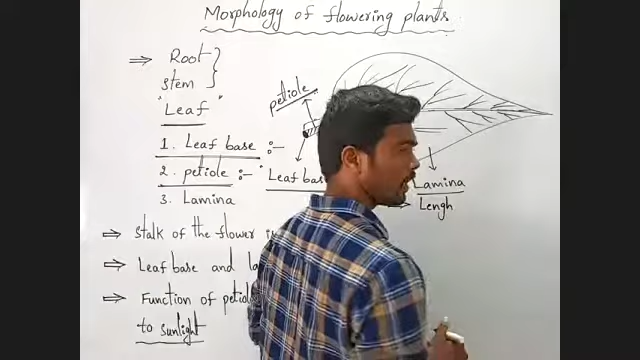 Morphology of flowering plants.
⇒ Root
stem
"Leaf"
petiole
1. Leaf base :-
2. petiole :-
Leaf bas
3. Lamina
Lamina
Lengh
⇒ Stalk of the flower
⇒ Leaf base and
⇒ Function of petiol
to sunlight